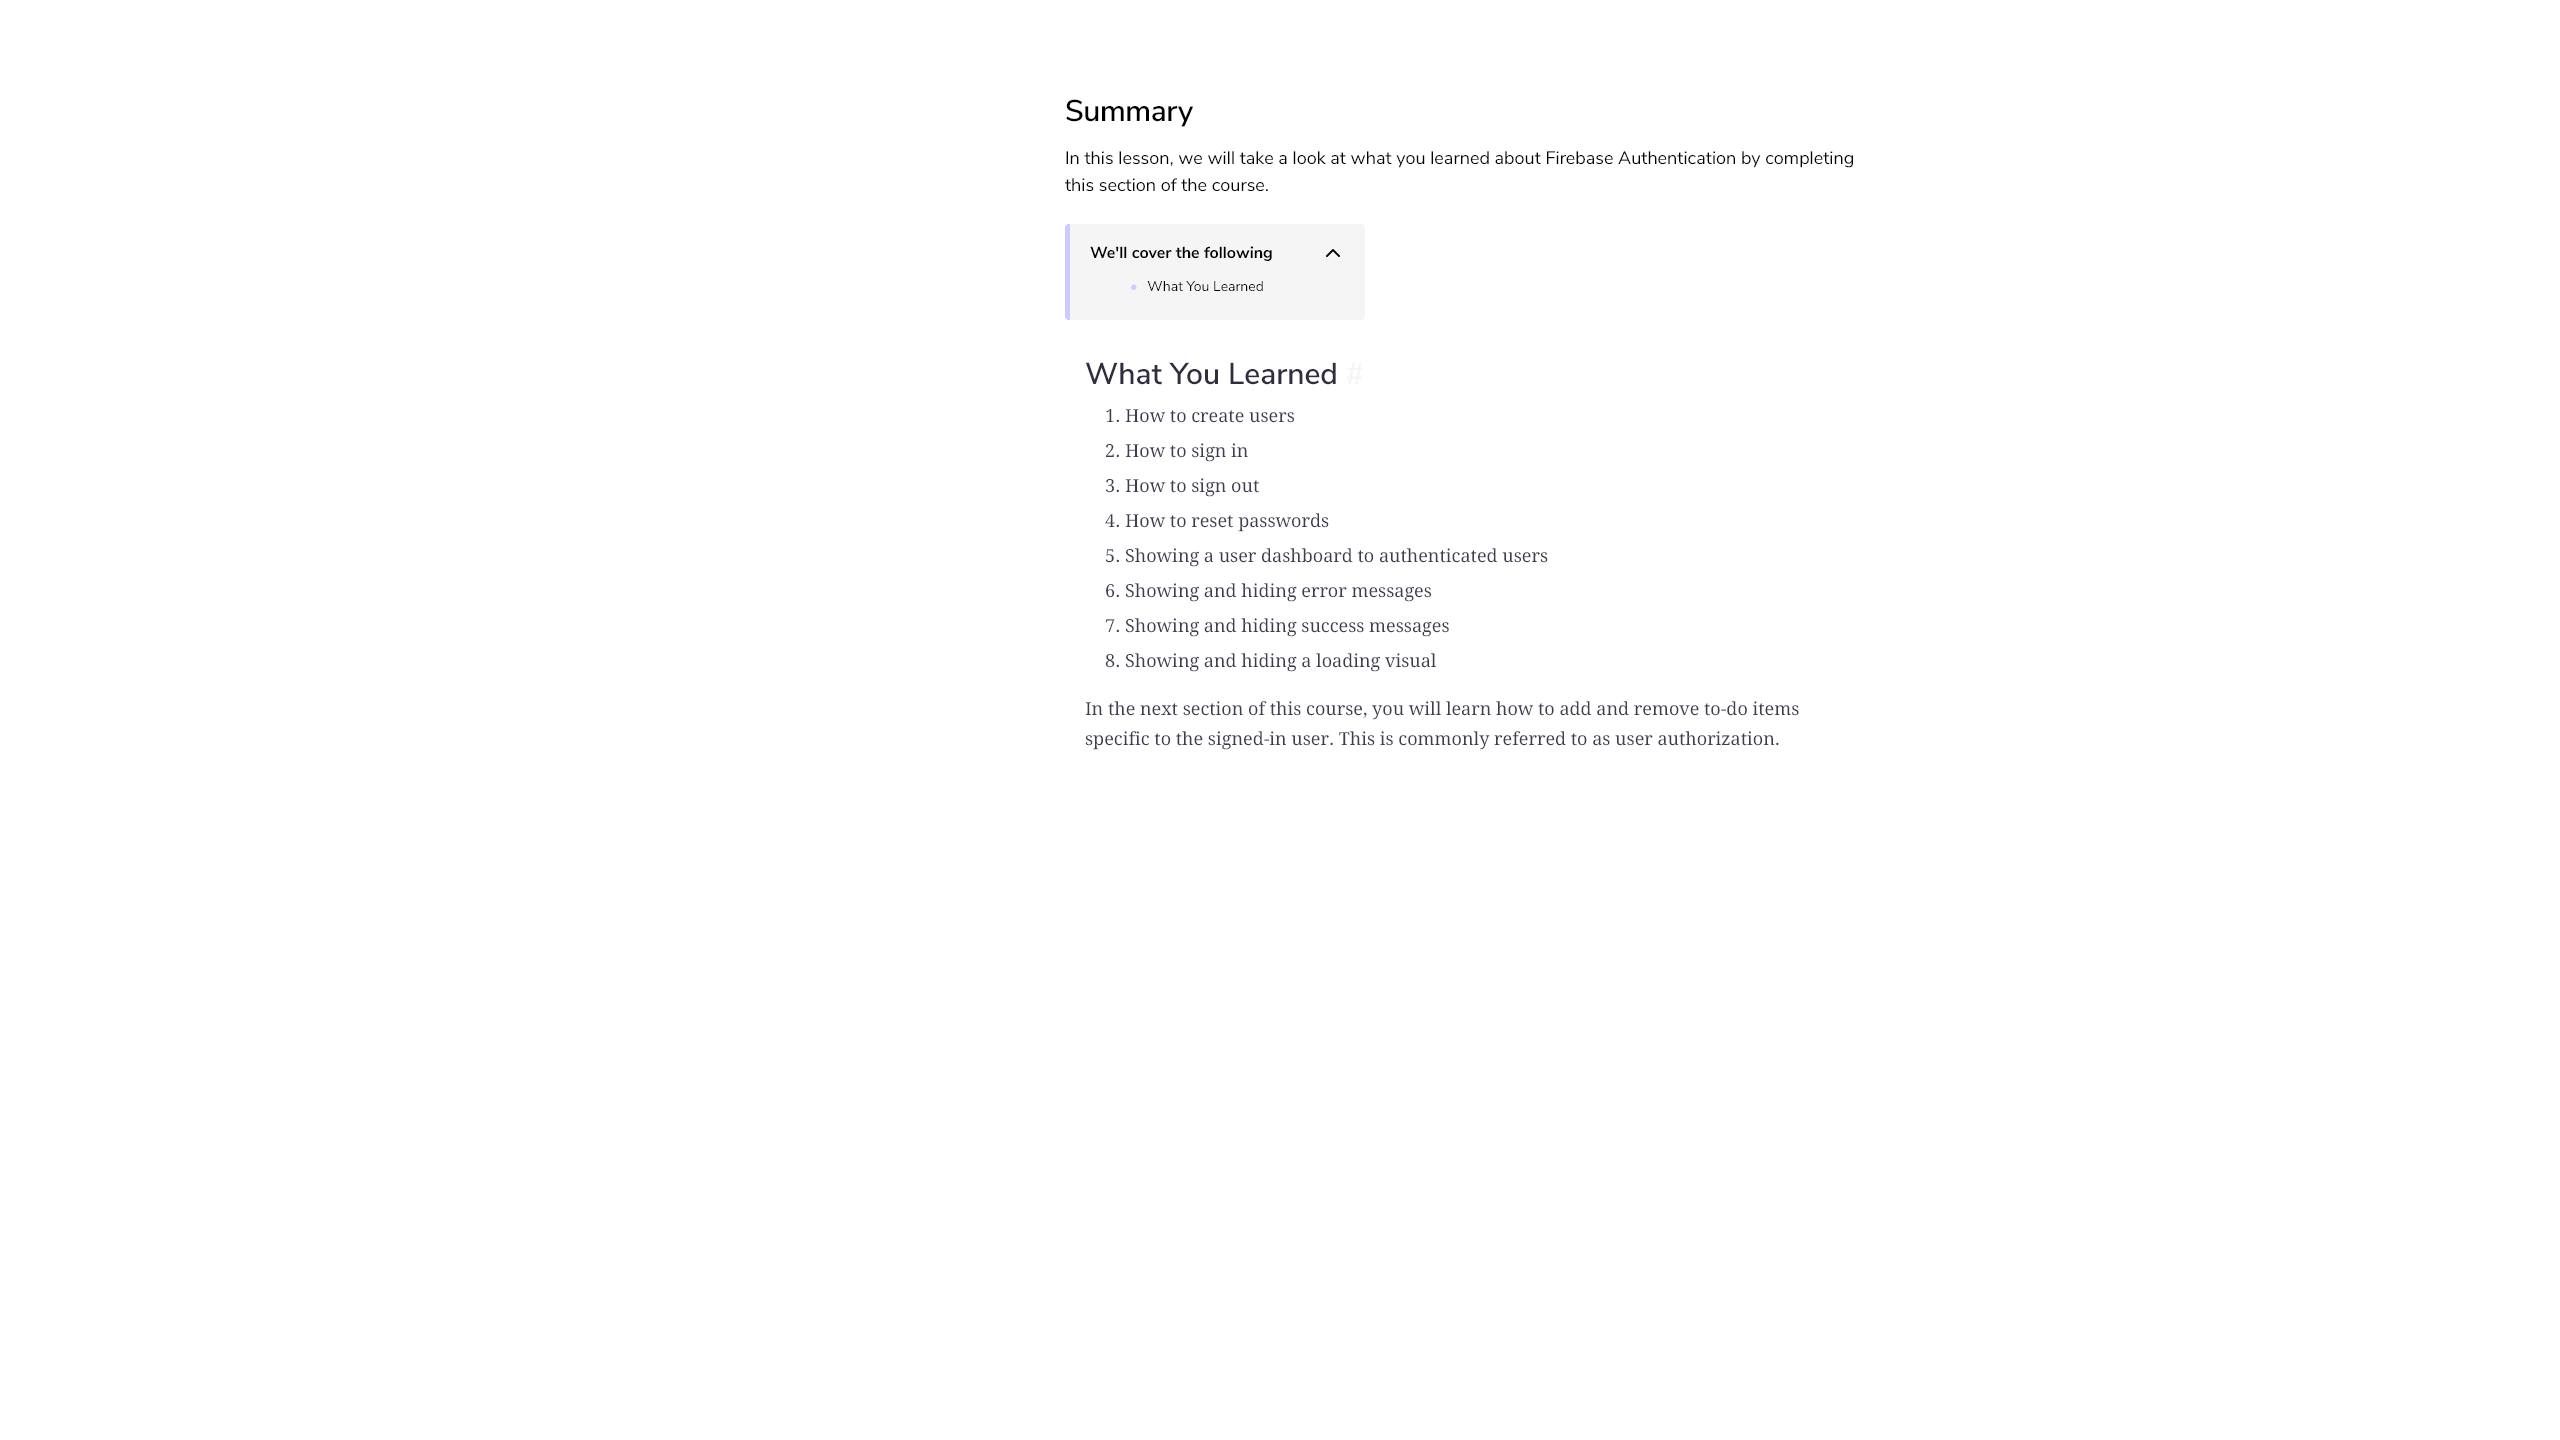 Summary
In this lesson, we will take a look at what you learned about Firebase Authentication by completing
this section of the course.
We'll cover the following
What You Learned
What You Learned #
1. How to create users
2. How to sign in
3. How to sign out
4. How to reset passwords
5. Showing a user dashboard to authenticated users
6. Showing and hiding error messages
7. Showing and hiding success messages
8. Showing and hiding a loading visual
In the next section of this course, you will learn how to add and remove to-do items
specific to the signed-in user. This is commonly referred to as user authorization.